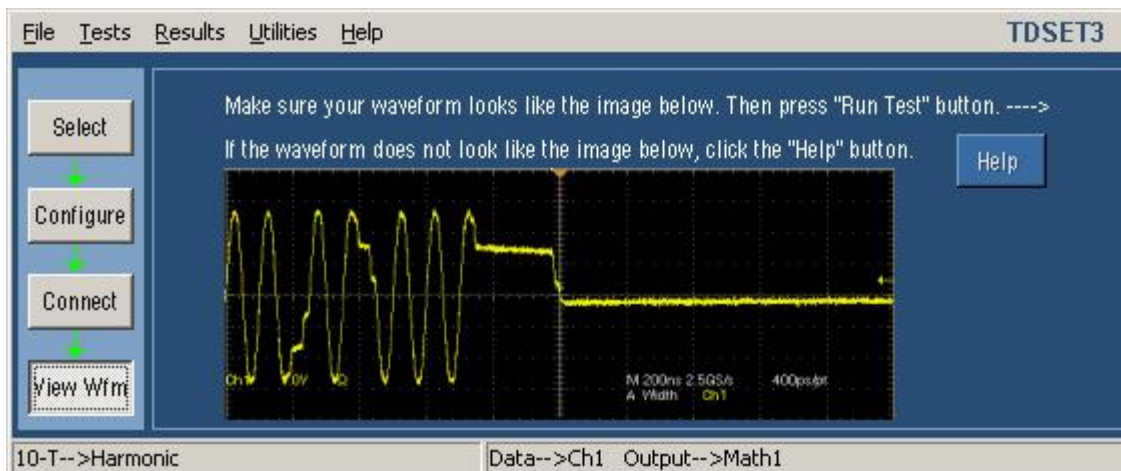 File Tests Results Utilities Help TDSET3
Make sure your waveform looks like the image below. Then press "Run Test" button. ---->
If the waveform does not look like the image below, click the "Help" button.
Help
Select
Configure
Connect
View Wfm
Ch1
M 200ns 2.5GS/s 400ps/pt
A Width Ch1
10-T-->Harmonic Data-->Ch1 Output-->Math1